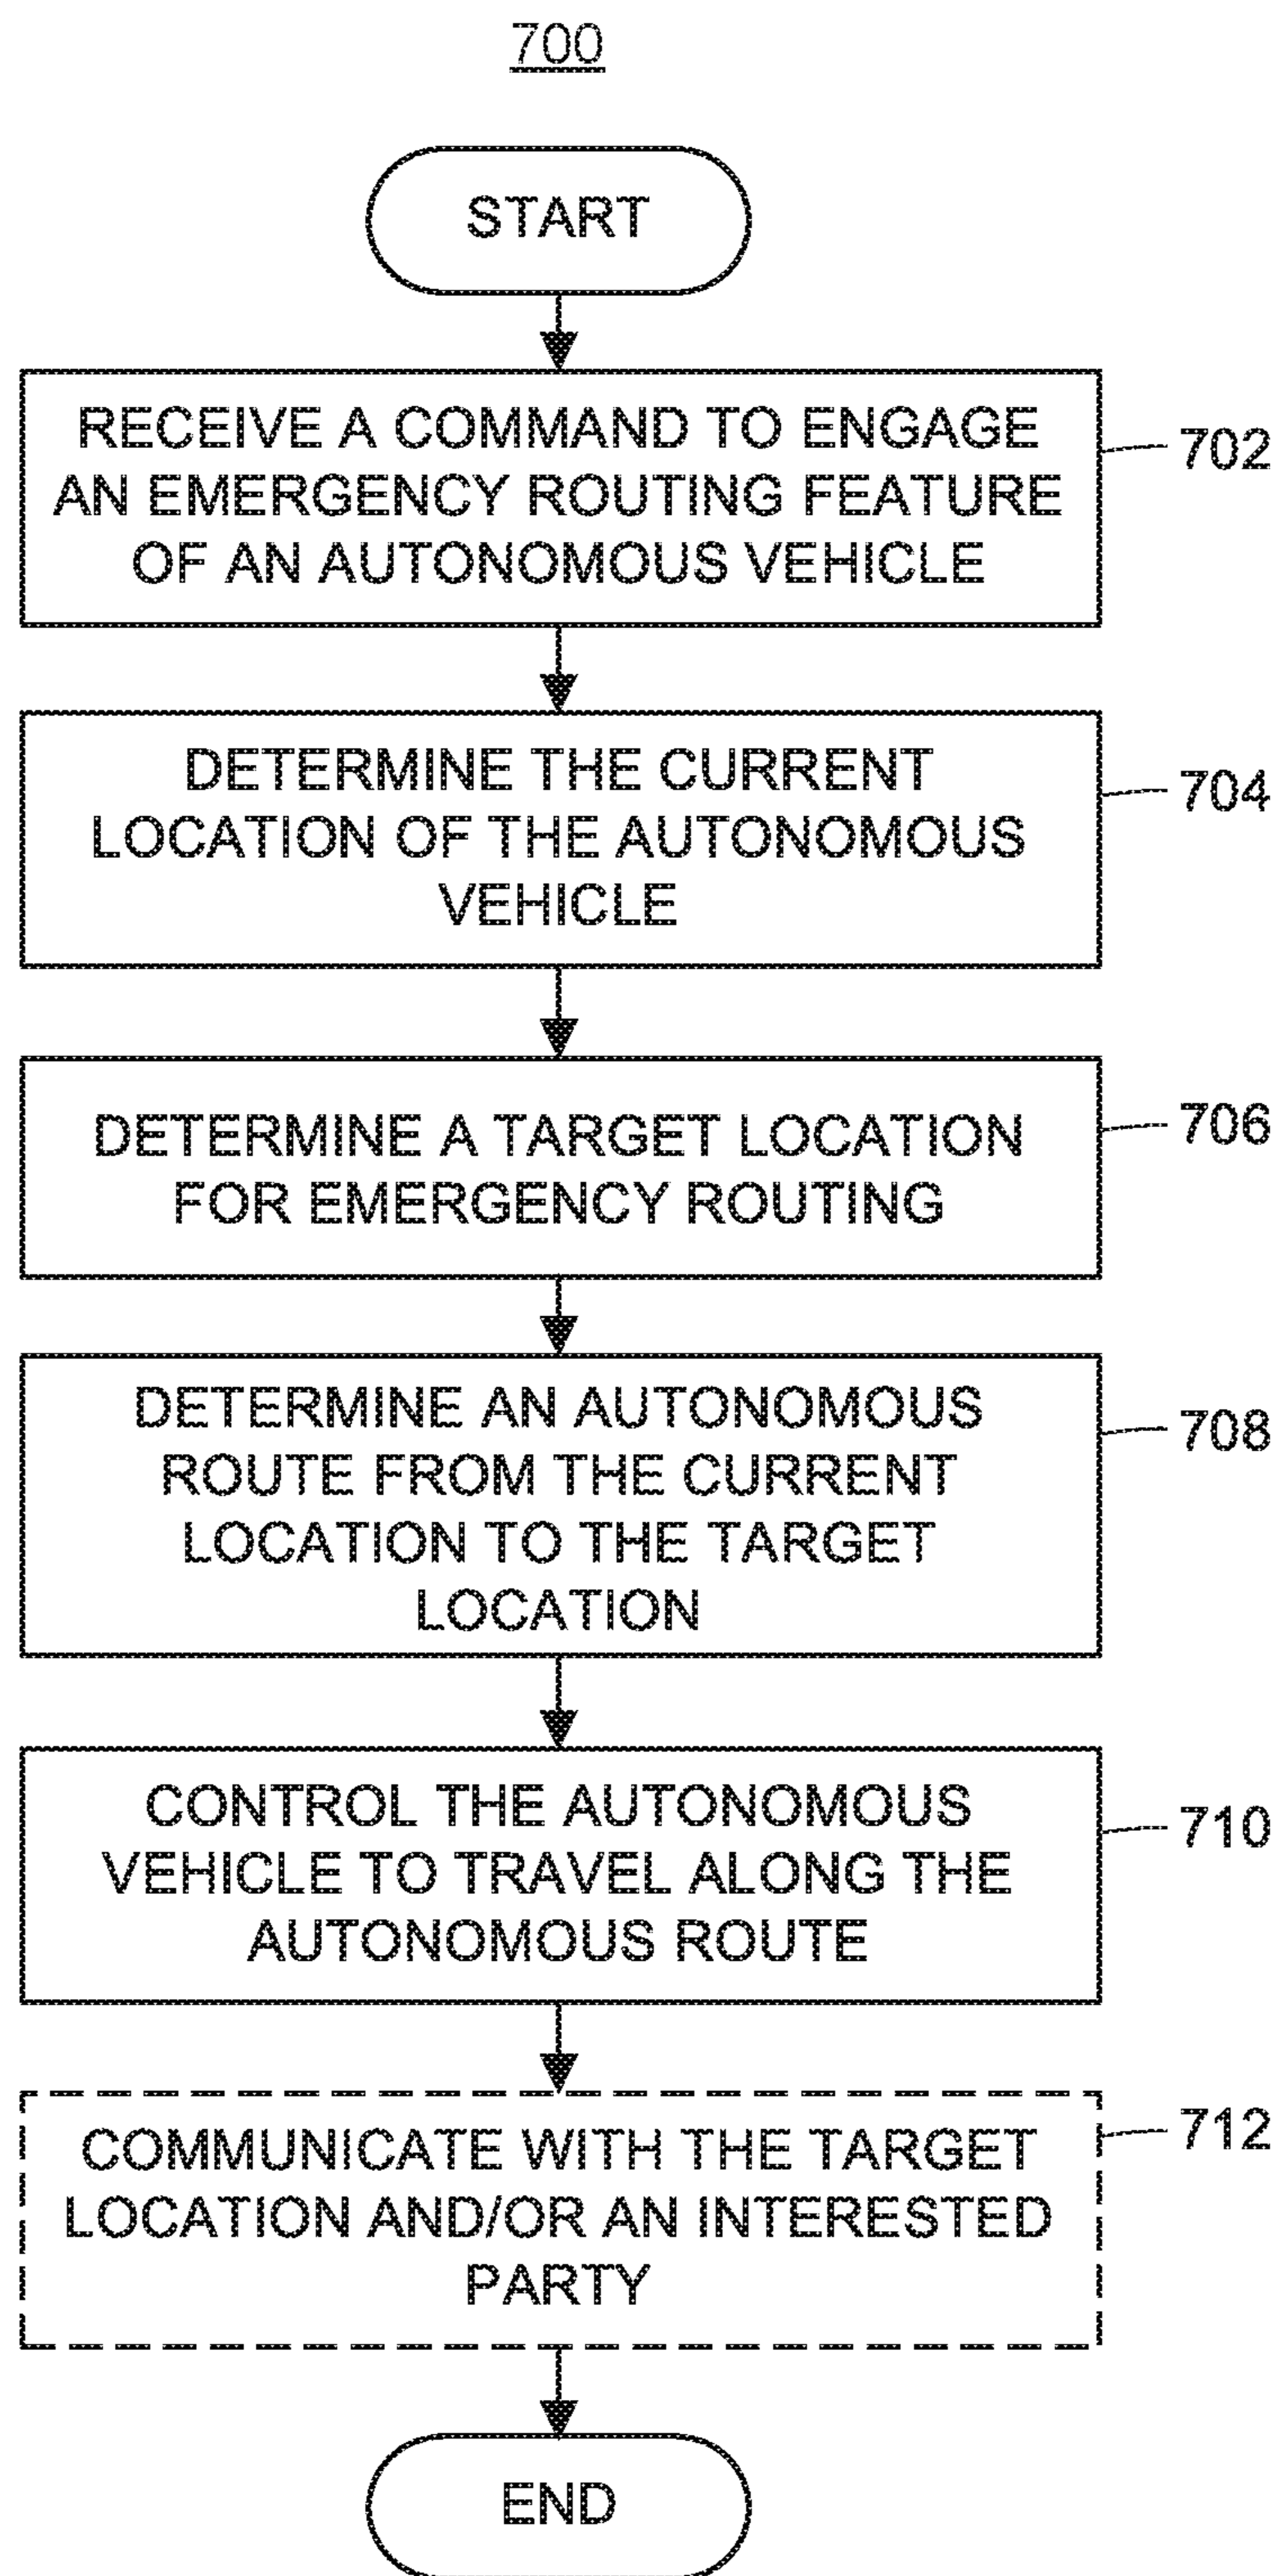 700
START
RECEIVE A COMMAND TO ENGAGE
AN EMERGENCY ROUTING FEATURE
OF AN AUTONOMOUS VEHICLE
702
DETERMINE THE CURRENT
LOCATION OF THE AUTONOMOUS
VEHICLE
704
DETERMINE A TARGET LOCATION
FOR EMERGENCY ROUTING
706
DETERMINE AN AUTONOMOUS
ROUTE FROM THE CURRENT
LOCATION TO THE TARGET
LOCATION
708
CONTROL THE AUTONOMOUS
VEHICLE TO TRAVEL ALONG THE
AUTONOMOUS ROUTE
710
COMMUNICATE WITH THE TARGET
LOCATION AND/OR AN INTERESTED
PARTY
712
END